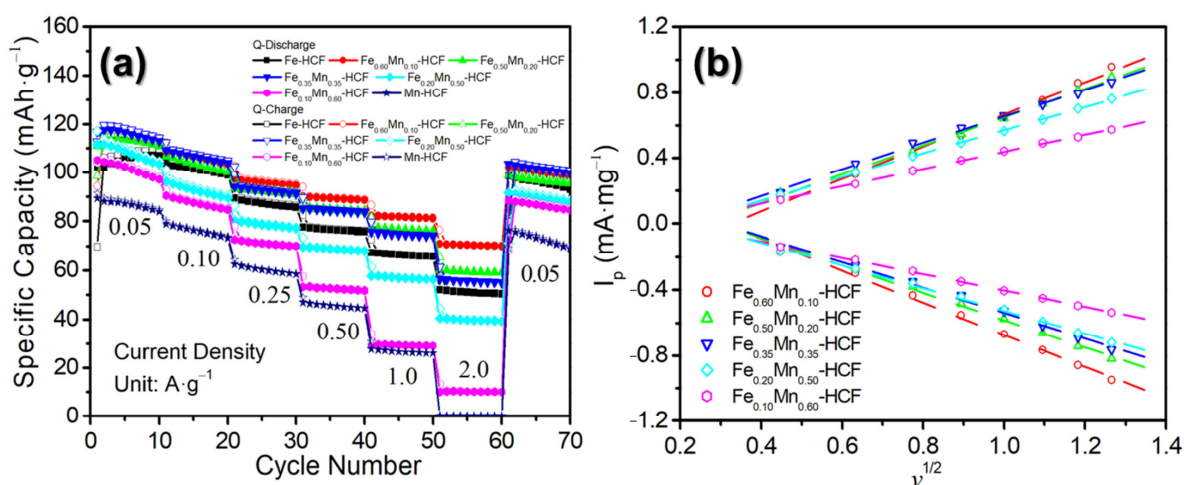 (a)
Specific Capacity (mAh·g⁻¹)
160
140
120
100
80
60
40
20
0
Q-Discharge
Fe-HCF Fe0.60Mn0.10-HCF Fe0.50Mn0.20-HCF
Fe0.35Mn0.35-HCF Fe0.20Mn0.50-HCF
Fe0.10Mn0.60-HCF Mn-HCF
Q-Charge
Fe-HCF Fe0.60Mn0.10-HCF Fe0.50Mn0.20-HCF
Fe0.35Mn0.35-HCF Fe0.20Mn0.50-HCF
Fe0.10Mn0.60-HCF Mn-HCF
0.05
0.10
0.25
0.50
1.0
2.0
0.05
Current Density
Unit: A·g⁻¹
0 10 20 30 40 50 60 70
Cycle Number
(b)
Ip (mA·mg⁻¹)
1.2
0.8
0.4
0.0
−0.4
−0.8
−1.2
Fe0.60Mn0.10-HCF
Fe0.50Mn0.20-HCF
Fe0.35Mn0.35-HCF
Fe0.20Mn0.50-HCF
Fe0.10Mn0.60-HCF
0.2 0.4 0.6 0.8 1.0 1.2 1.4
v1/2